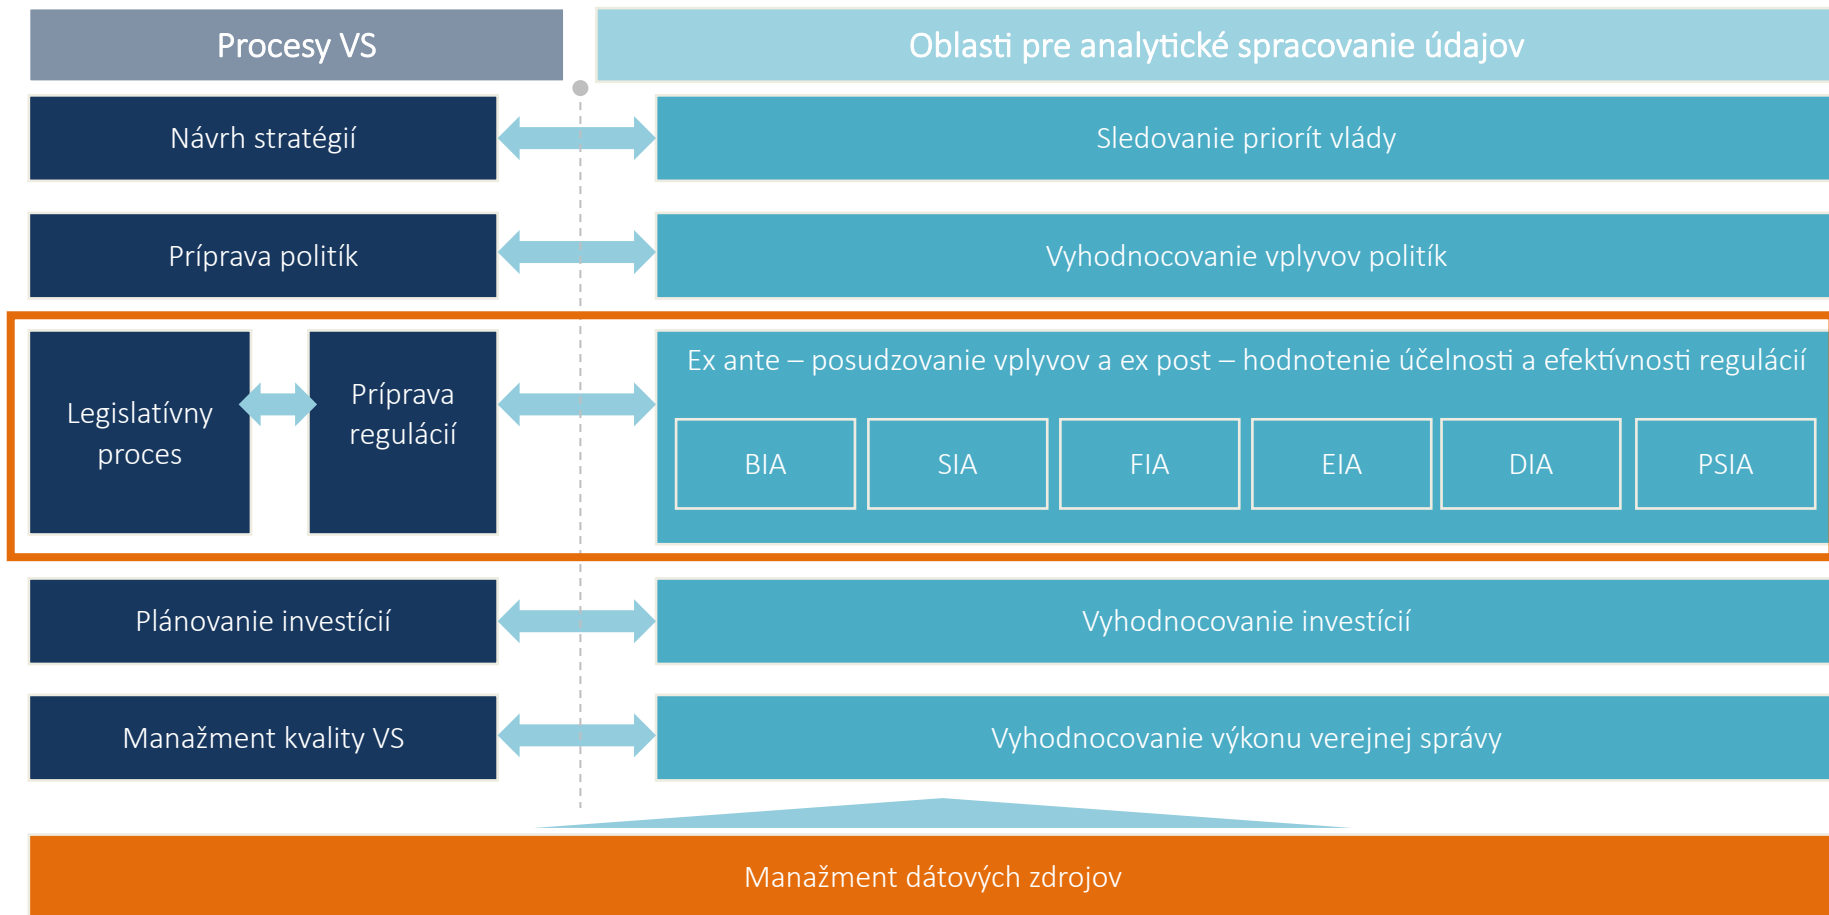 Procesy VS
Oblasti pre analytické spracovanie údajov
Návrh stratégií
Sledovanie priorít vlády
Príprava politík
Vyhodnocovanie vplyvov politík
Legislatívny
proces
Príprava
regulácií
Ex ante – posudzovanie vplyvov a ex post – hodnotenie účelnosti a efektívnosti regulácií
BIA
SIA
FIA
EIA
DIA
PSIA
Plánovanie investícií
Vyhodnocovanie investícií
Manažment kvality VS
Vyhodnocovanie výkonu verejnej správy
Manažment dátových zdrojov